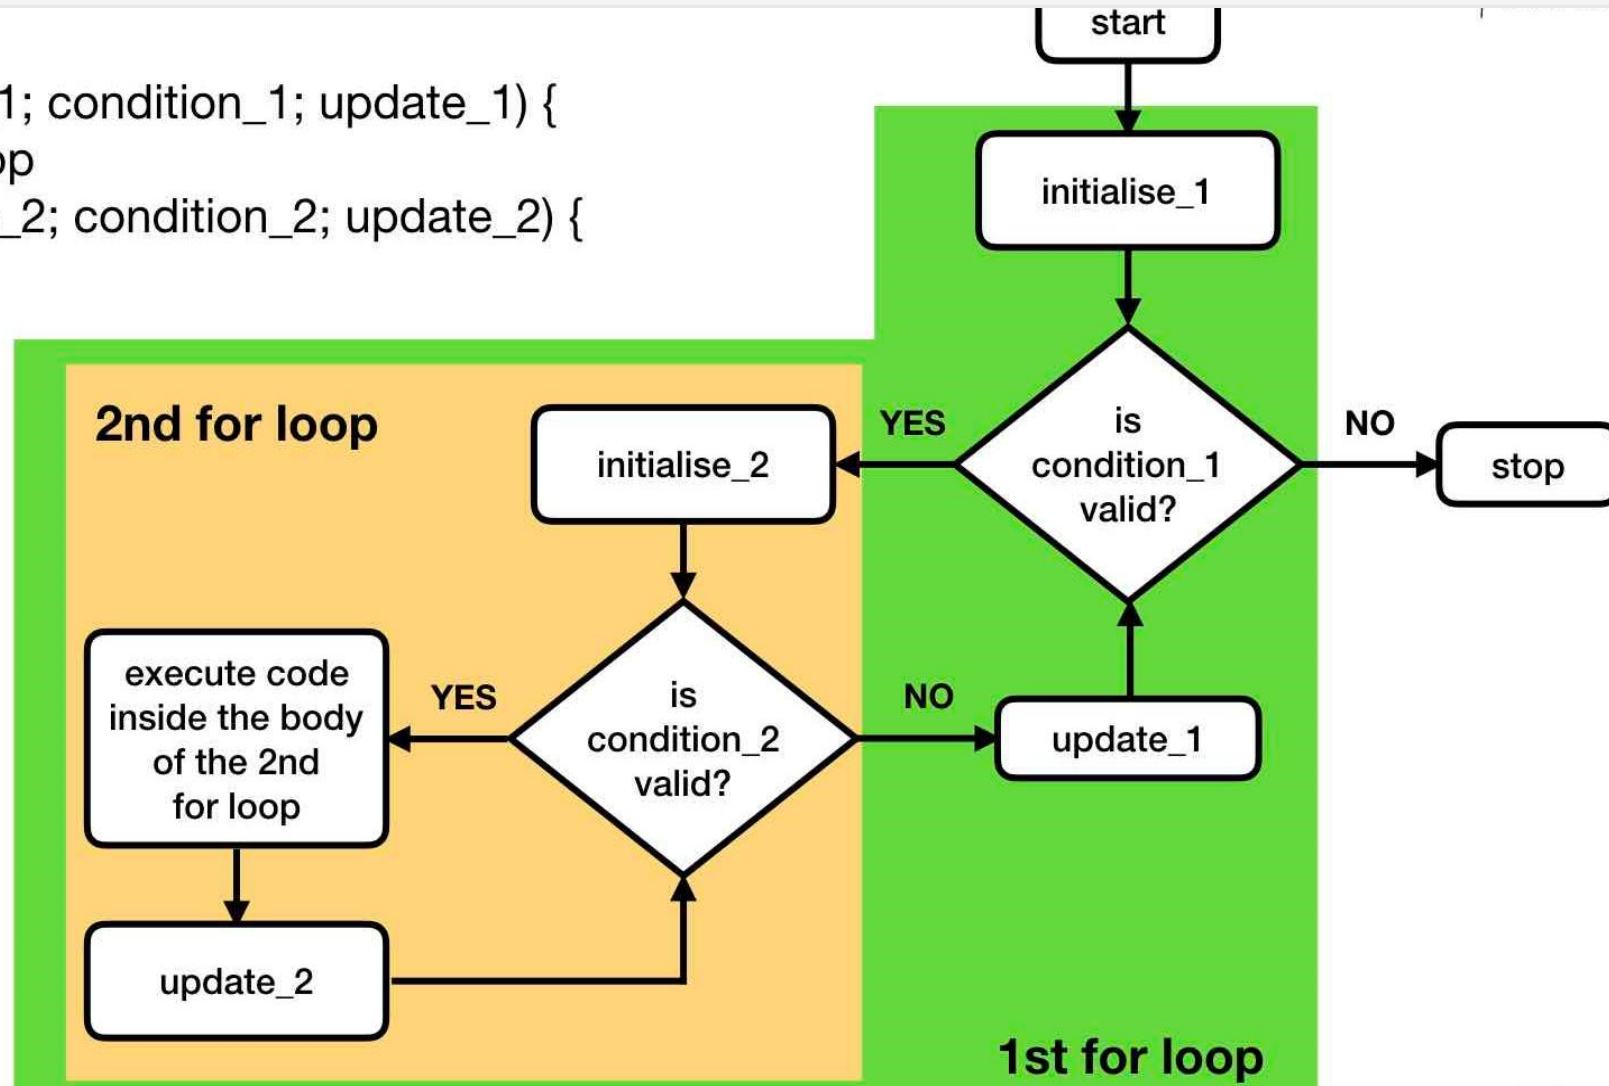 start
1; condition_1; update_1) {
op
_2; condition_2; update_2) {
initialise_1
2nd for loop
initialise_2
YES
is
condition_1
valid?
NO
stop
execute code
inside the body
of the 2nd
for loop
YES
is
condition_2
valid?
NO
update_1
update_2
1st for loop